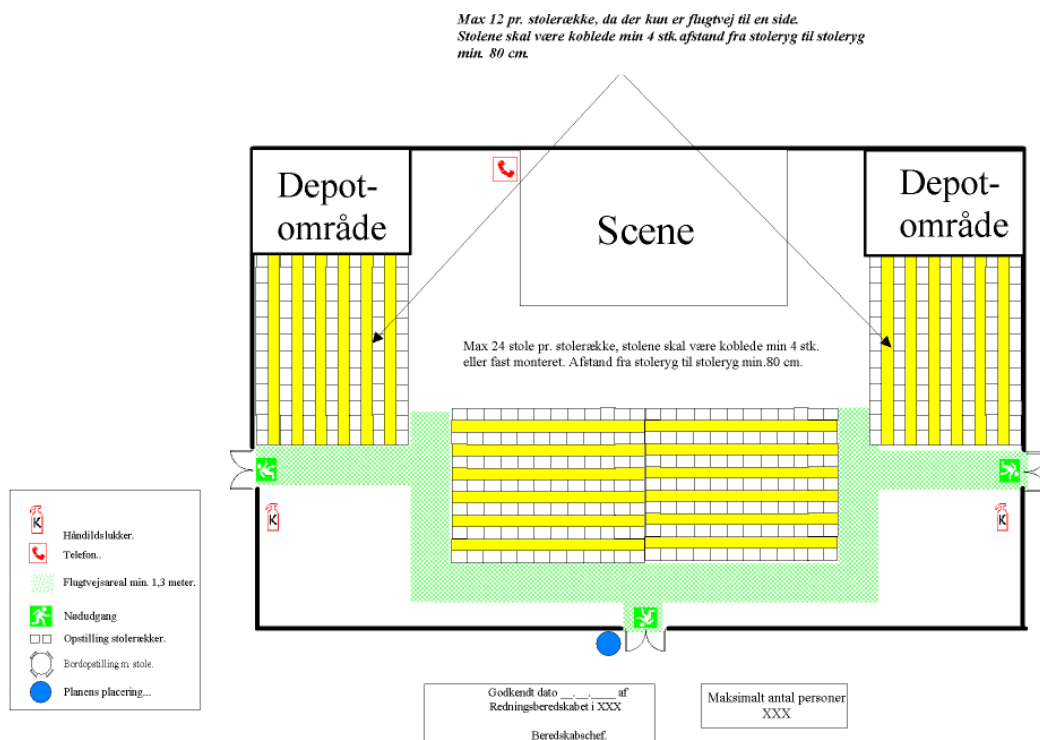 Max 12 pr. stolerække, da der kun er flugtvej til en side.
Stolene skal være koblede min 4 stk.afstand fra stoleryg til stoleryg
min. 80 cm.
Depot-
område
Scene
Depot-
område
Max 24 stole pr. stolerække, stolene skal være koblede min 4 stk.
eller fast monteret. Afstand fra stoleryg til stoleryg min.80 cm.
K
K
K
Håndildslukker.
Telefon..
Flugtvejsareal min. 1,3 meter.
Nødudgang
Opstilling stolerækker.
Bordopstilling m. stole.
Planens placering...
Godkendt dato __.__.____ af
Redningsberedskabet i XXX
Beredskabschef.
Maksimalt antal personer
XXX